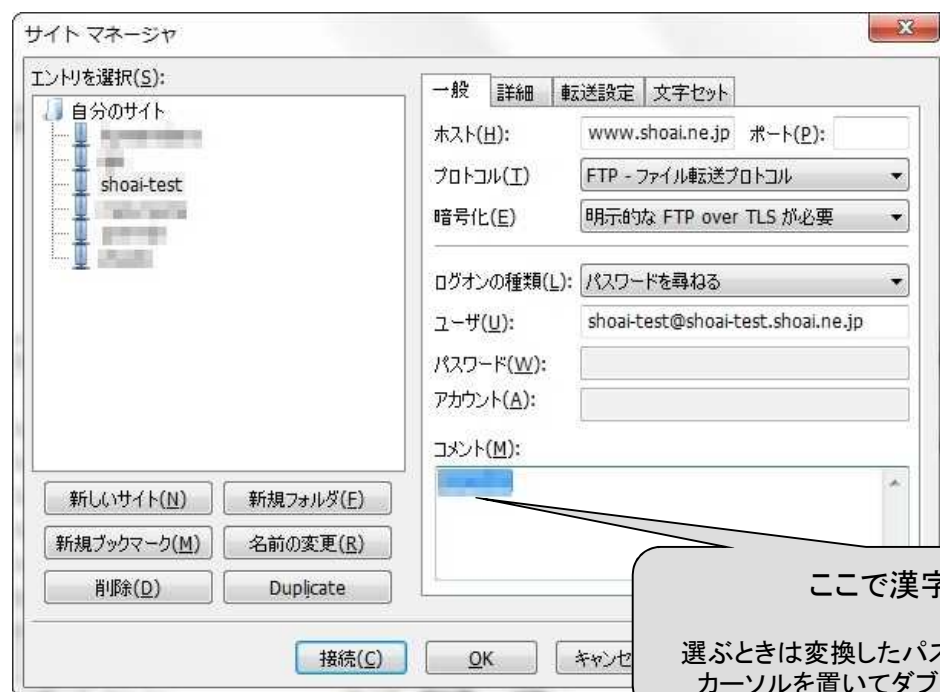 サイト マネージャ
エントリを選択(S):
自分のサイト
shoai-test
新しいサイト(N)
新規フォルダ(F)
新規ブックマーク(M)
名前の変更(R)
削除(D)
Duplicate
一般
詳細
転送設定
文字セット
ホスト(H):
www.shoai.ne.jp
ポート(P):
プロトコル(T)
FTP - ファイル転送プロトコル
暗号化(E)
明示的な FTP over TLS が必要
ログオンの種類(L):
パスワードを尋ねる
ユーザ(U):
shoai-test@shoai-test.shoai.ne.jp
パスワード(W):
アカウント(A):
コメント(M):
接続(C)
OK
キャンセ
ここで漢字
選ぶときは変換したパス
カーソルを置いてダブ